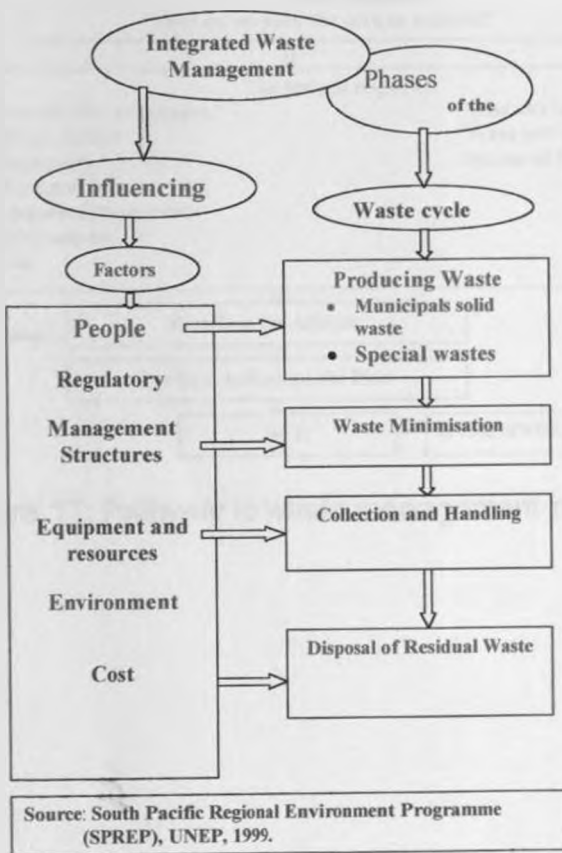 Integrated Waste
Management
Phases
of the
Influencing
Waste cycle
Factors
Producing Waste
• Municipals solid
waste
• Special wastes
People
Regulatory
Management
Structures
Waste Minimisation
Equipment and
resources
Collection and Handling
Environment
Cost
Disposal of Residual Waste
Source: South Pacific Regional Environment Programme
(SPREP), UNEP, 1999.